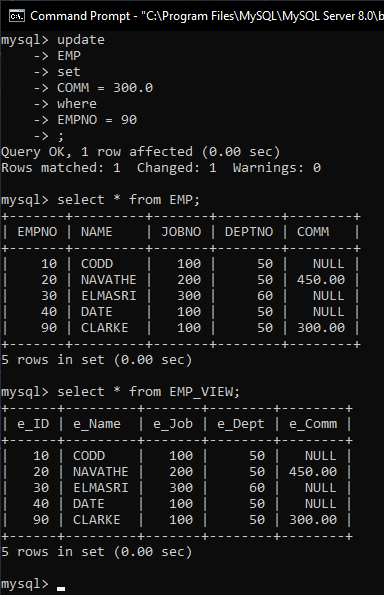 Command Prompt - "C:\Program Files\MySQL\MySQL Server 8.0\b
mysql> update
    -> EMP
    -> set
    -> COMM = 300.0
    -> where
    -> EMPNO = 90
    -> ;
Query OK, 1 row affected (0.00 sec)
Rows matched: 1  Changed: 1  Warnings: 0
mysql> select * from EMP;
+-------+---------+-------+--------+--------+
| EMPNO | NAME    | JOBNO | DEPTNO | COMM   |
+-------+---------+-------+--------+--------+
|    10 | CODD    |   100 |     50 |   NULL |
|    20 | NAVATHE |   200 |     50 | 450.00 |
|    30 | ELMASRI |   300 |     60 |   NULL |
|    40 | DATE    |   100 |     50 |   NULL |
|    90 | CLARKE  |   100 |     50 | 300.00 |
+-------+---------+-------+--------+--------+
5 rows in set (0.00 sec)
mysql> select * from EMP_VIEW;
+------+---------+-------+--------+--------+
| e_ID | e_Name  | e_Job | e_Dept | e_Comm |
+------+---------+-------+--------+--------+
|   10 | CODD    |   100 |     50 |   NULL |
|   20 | NAVATHE |   200 |     50 | 450.00 |
|   30 | ELMASRI |   300 |     60 |   NULL |
|   40 | DATE    |   100 |     50 |   NULL |
|   90 | CLARKE  |   100 |     50 | 300.00 |
+------+---------+-------+--------+--------+
5 rows in set (0.00 sec)
mysql>